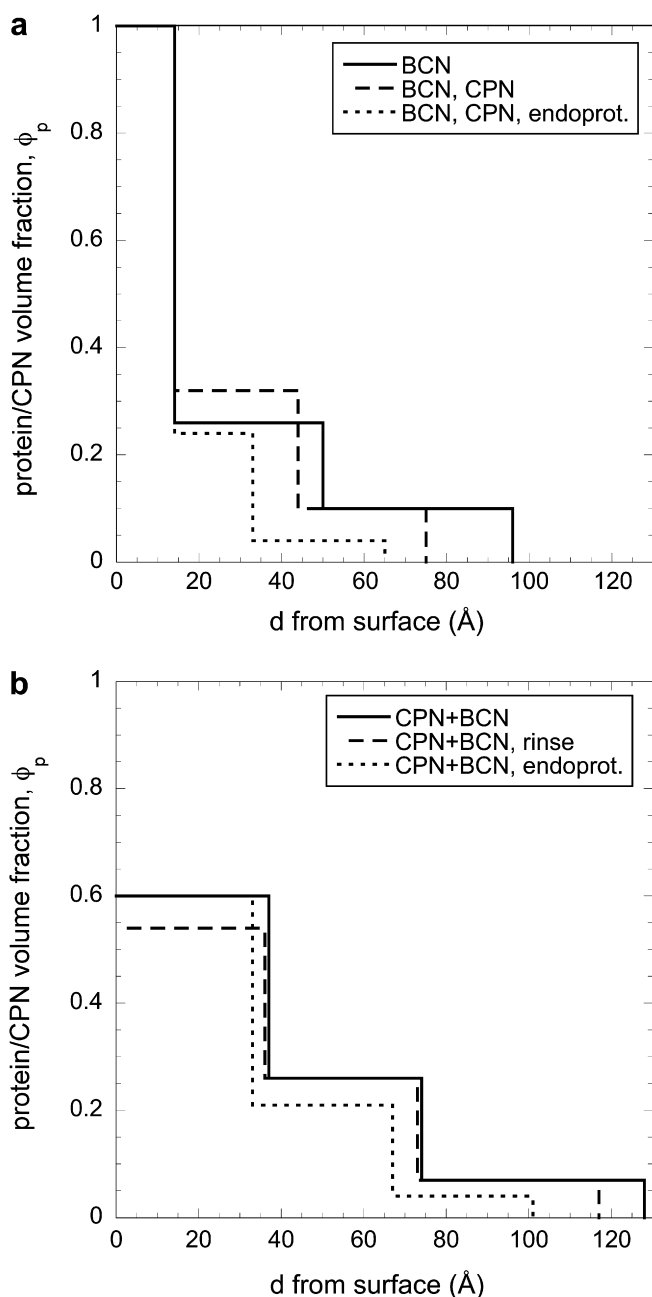 a
1
0.8
0.6
0.4
0.2
0
protein/CPN volume fraction, ϕp
BCN
BCN, CPN
BCN, CPN, endoprot.
0 20 40 60 80 100 120
d from surface (Å)
b
1
0.8
0.6
0.4
0.2
0
protein/CPN volume fraction, ϕp
CPN+BCN
CPN+BCN, rinse
CPN+BCN, endoprot.
0 20 40 60 80 100 120
d from surface (Å)